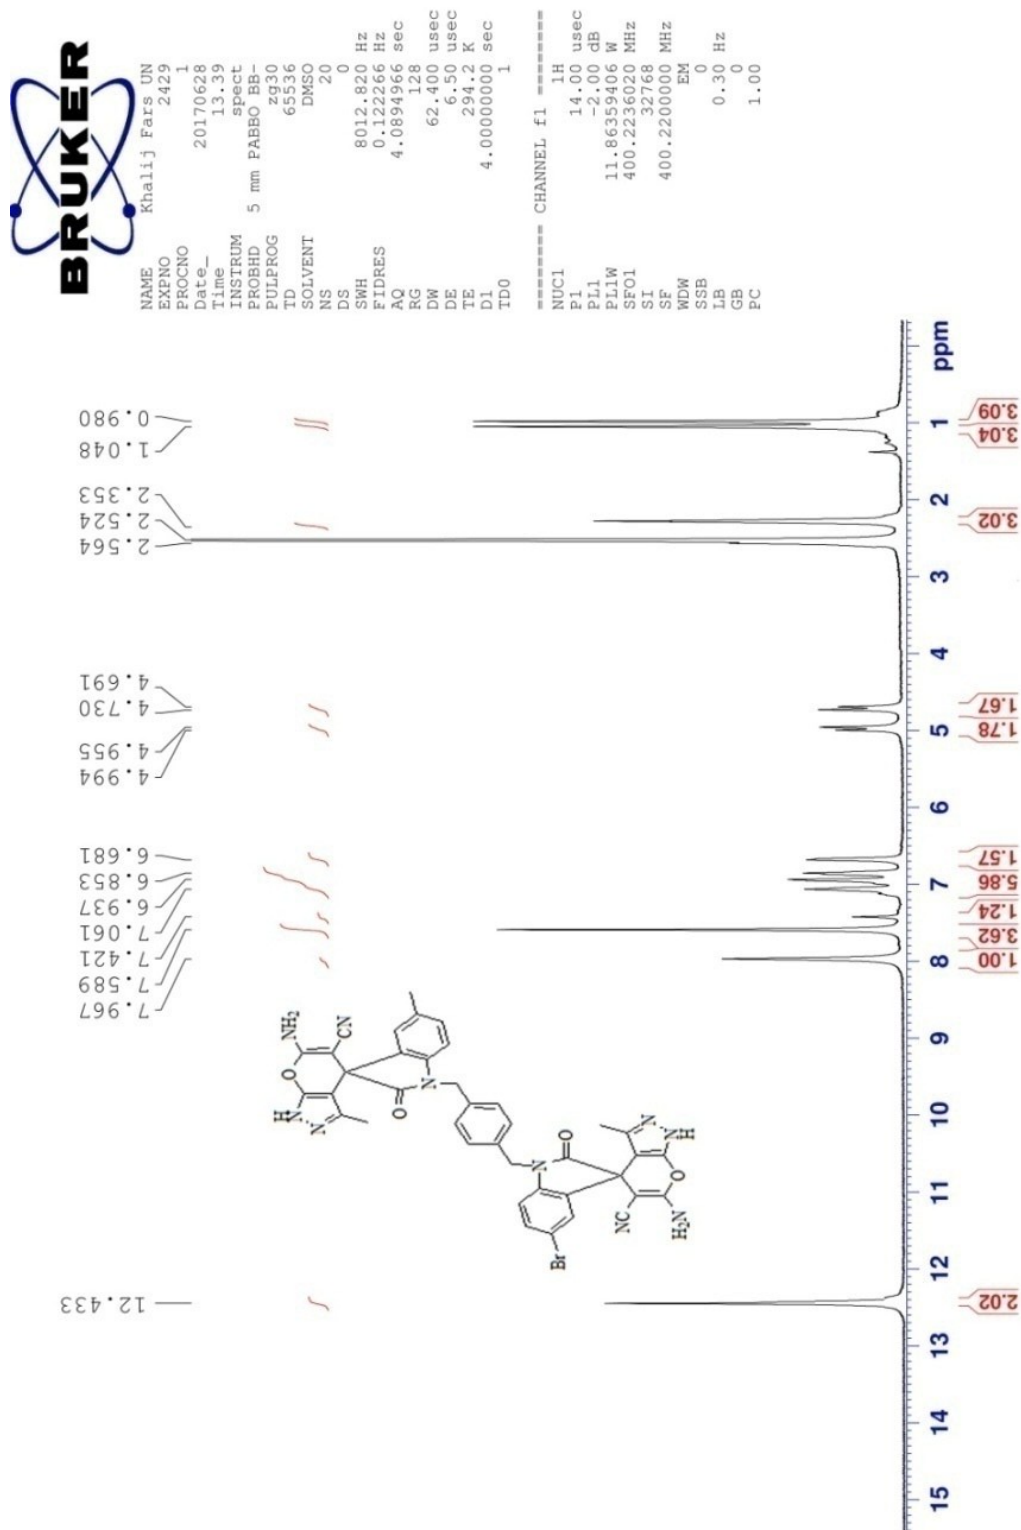 BRUKER
NAME Khalij Fars UN
EXPNO 2429
PROCNO 1
Date_ 20170628
Time 13.39
INSTRUM spect
PROBHD 5 mm PABBO BB-
PULPROG zg30
TD 65536
SOLVENT DMSO
NS 20
DS 0
SWH 8012.820 Hz
FIDRES 0.122266 Hz
AQ 4.0894966 sec
RG 128
DW 62.400 usec
DE 6.50 usec
TE 294.2 K
D1 4.00000000 sec
TD0 1
======== CHANNEL f1 ========
NUC1 1H
P1 14.00 usec
PL1 -2.00 dB
PL1W 11.86359406 W
SFO1 400.2236020 MHz
SI 32768
SF 400.2200000 MHz
WDW EM
SSB 0
LB 0.30 Hz
GB 0
PC 1.00
12.433
7.967
7.589
7.421
7.061
6.937
6.853
6.681
4.994
4.955
4.730
4.691
2.564
2.524
2.353
1.048
0.980
NH2
O
CN
H
N
N
N
O
N
O
N
N
H
NC
O
H2N
Br
15 14 13 12 11 10 9 8 7 6 5 4 3 2 1 ppm
2.02
1.00
3.62
1.24
5.86
1.57
1.78
1.67
3.02
3.04
3.09